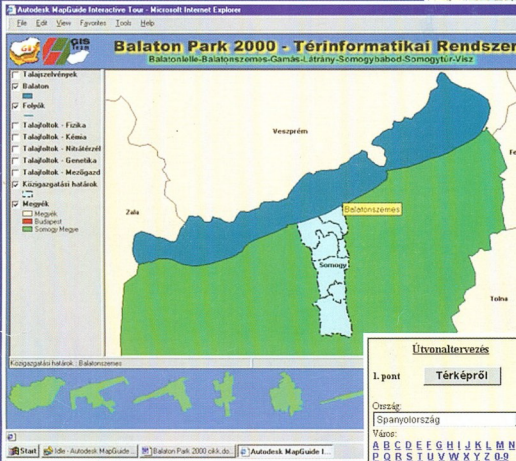 Autodesk MapGuide Interactive Tour - Microsoft Internet Explorer
File Edit View Favorites Tools Help
GIS
Balaton Park 2000 - Térinformatikai Rendszer
Balatonlelle-Balatonszemes-Gamás-Látrány-Somogybabod-Somogytúr-Visz
Talajszelvények
Balaton
Folyók
Talajfoltok - Fizika
Talajfoltok - Kémia
Talajfoltok - Nitrátérzél
Talajfoltok - Genetika
Talajfoltok - Mezőgazd
Közigazgatási határok
Megyék
Megyék
Budapest
Somogy Megye
Veszprém
Fe
Zala
Balatonszemes
Somogy
Tolna
Közigazgatási határok : Balatonszemes
Útvonaltervezés
1. pont Térképről
Ország:
Spanyolország
Város:
A B C D E F G H I J K L M N
P Q R S T U V W X Y Z 0-9
Start Idle - Autodesk MapGuide ... Balaton Park 2000 cikk.do... Autodesk MapGuide I...